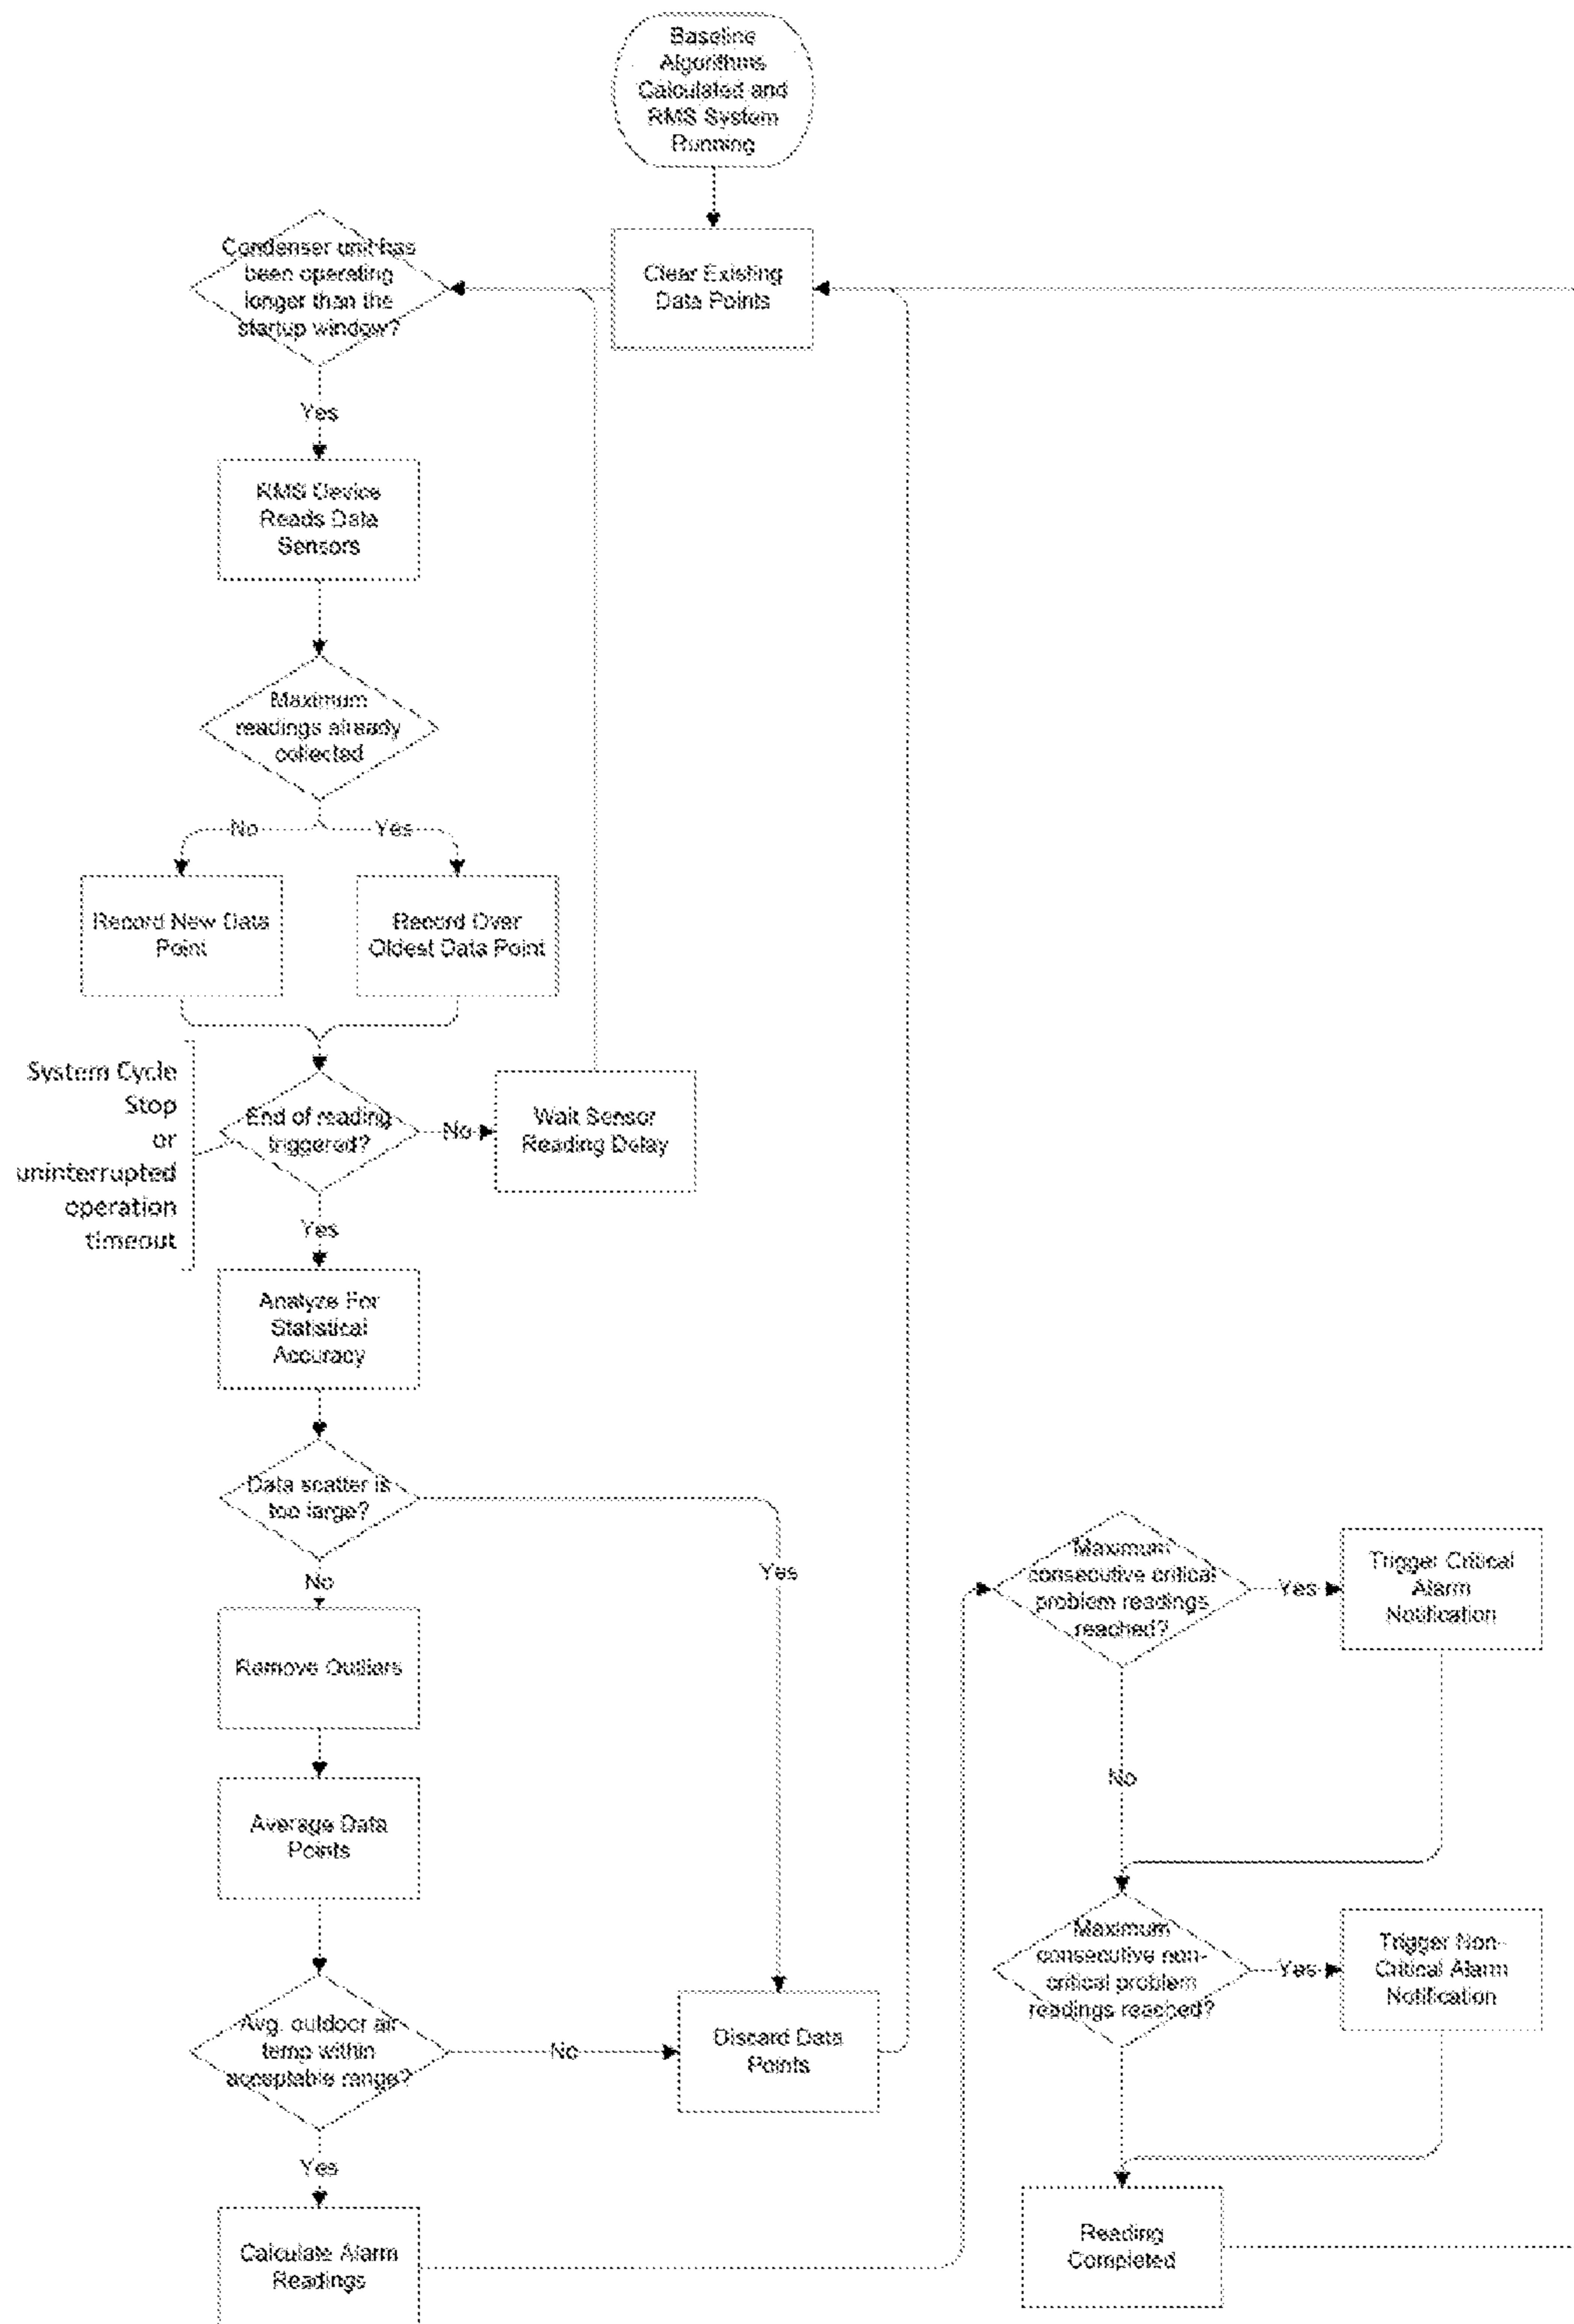 Baseline
Algorithms
Calculated and
RMS System
Running
Clear Existing
Data Points
Condenser unit has
been operating
longer than the
startup window?
Yes
RMS Device
Reads Data
Sensors
Maximum
readings already
collected
No
Yes
Record New Data
Point
Record Over
Oldest Data Point
System Cycle
Stop
or
uninterrupted
operation
timeout
End of reading
triggered?
No
Wait Sensor
Reading Delay
Yes
Analyze For
Statistical
Accuracy
Data scatter is
too large?
Yes
No
Remove Outliers
Average Data
Points
Avg. outdoor air
temp within
acceptable range?
No
Discard Data
Points
Yes
Calculate Alarm
Readings
Maximum
consecutive critical
problem readings
reached?
Yes
Trigger Critical
Alarm
Notification
No
Maximum
consecutive non-
critical problem
readings reached?
Yes
Trigger Non-
Critical Alarm
Notification
Reading
Completed